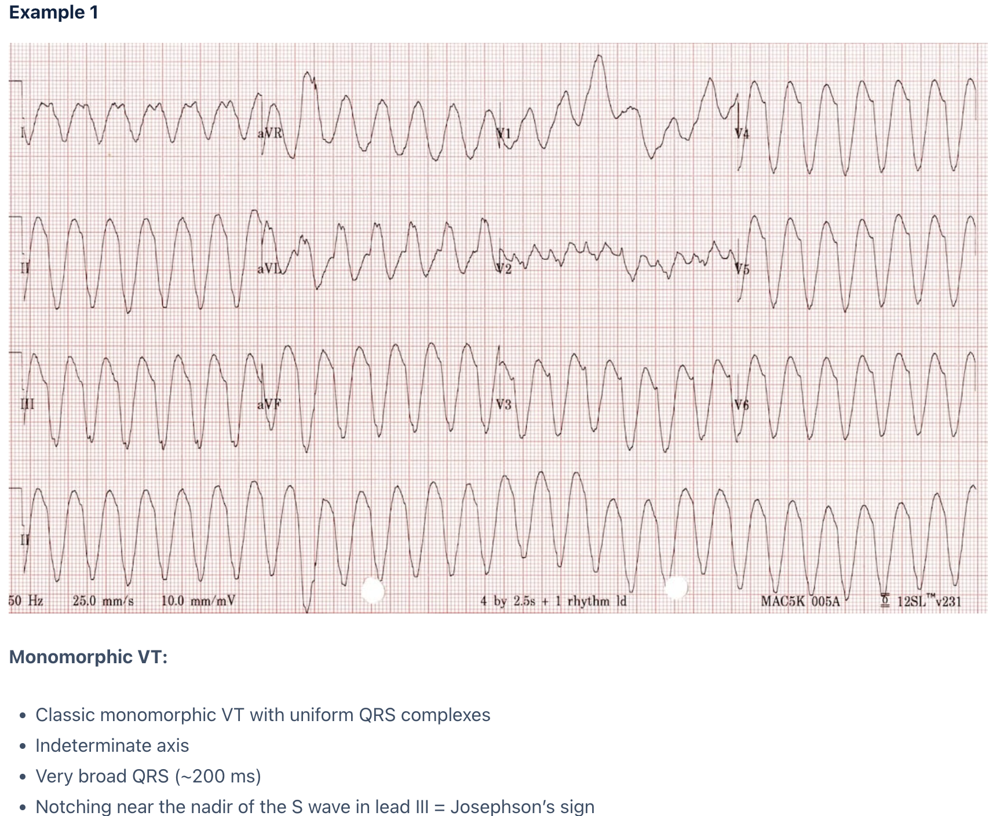 Example 1
I aVR V1 V4
II aVL V2 V5
III aVF V3 V6
II
50 Hz 25.0 mm/s 10.0 mm/mV 4 by 2.5s + 1 rhythm ld MAC5K 005A 12SL™v231
Monomorphic VT:
• Classic monomorphic VT with uniform QRS complexes
• Indeterminate axis
• Very broad QRS (~200 ms)
• Notching near the nadir of the S wave in lead III = Josephson’s sign